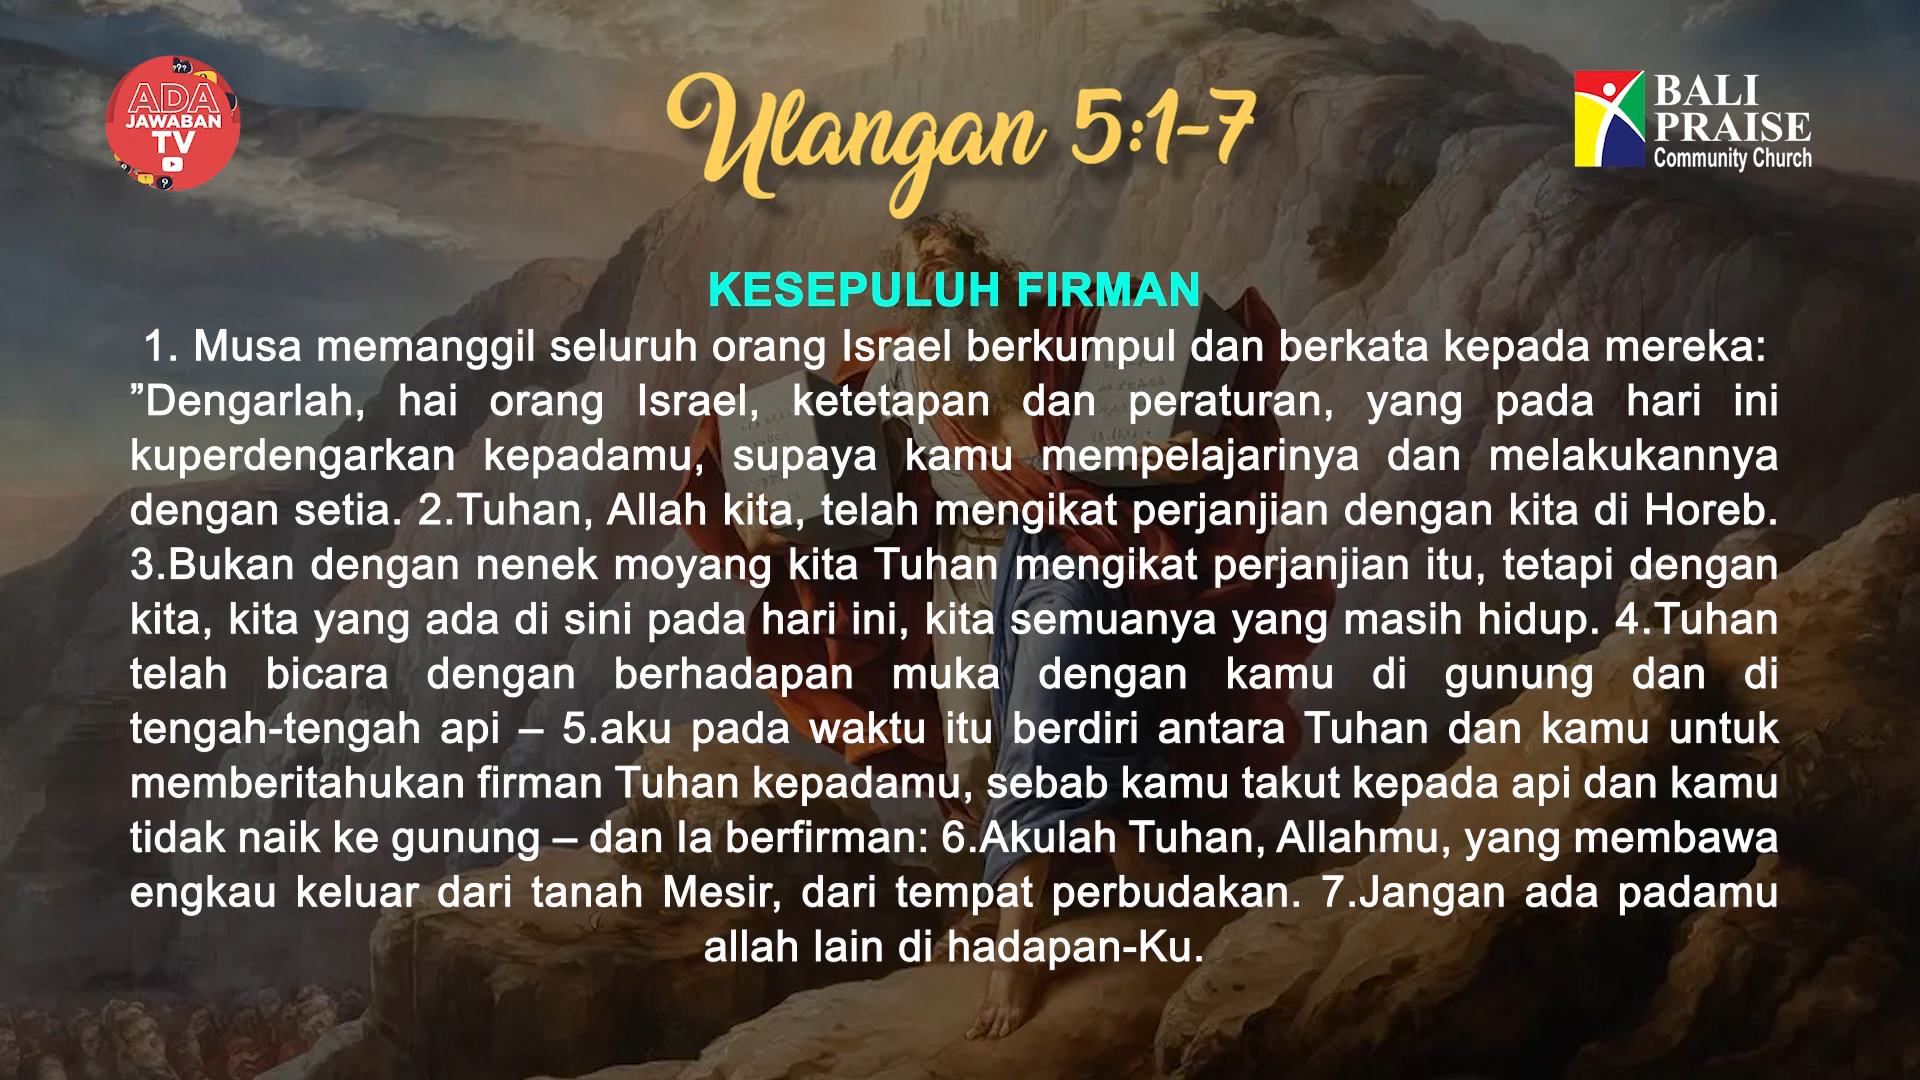 ADA
JAWABAN
TV
Ulangan 5:1-7
BALI
PRAISE
Community Church
KESEPULUH FIRMAN
1. Musa memanggil seluruh orang Israel berkumpul dan berkata kepada mereka:
”Dengarlah, hai orang Israel, ketetapan dan peraturan, yang pada hari ini
kuperdengarkan kepadamu, supaya kamu mempelajarinya dan melakukannya
dengan setia. 2.Tuhan, Allah kita, telah mengikat perjanjian dengan kita di Horeb.
3.Bukan dengan nenek moyang kita Tuhan mengikat perjanjian itu, tetapi dengan
kita, kita yang ada di sini pada hari ini, kita semuanya yang masih hidup. 4.Tuhan
telah bicara dengan berhadapan muka dengan kamu di gunung dan di
tengah-tengah api – 5.aku pada waktu itu berdiri antara Tuhan dan kamu untuk
memberitahukan firman Tuhan kepadamu, sebab kamu takut kepada api dan kamu
tidak naik ke gunung – dan Ia berfirman: 6.Akulah Tuhan, Allahmu, yang membawa
engkau keluar dari tanah Mesir, dari tempat perbudakan. 7.Jangan ada padamu
allah lain di hadapan-Ku.